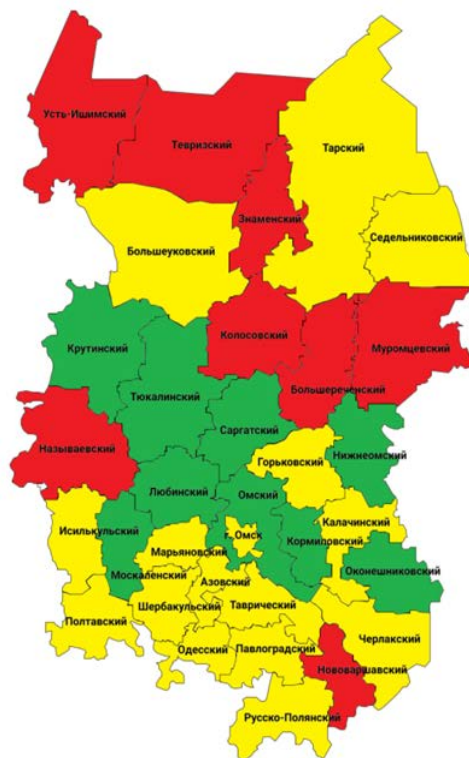 Усть-Ишимский
Тевризский
Тарский
Знаменский
Седельниковский
Большеуковский
Колосовский
Муромцевский
Крутинский
Большереченский
Тюкалинский
Саргатский
Называевский
Горьковский
Нижнеомский
Любинский
Омский
Исилькульский
Калачинский
г. Омск
Кормиловский
Марьяновский
Оконешниковский
Москаленский
Азовский
Шербакульский
Таврический
Полтавский
Черлакский
Одесский
Павлоградский
Нововаршавский
Русско-Полянский